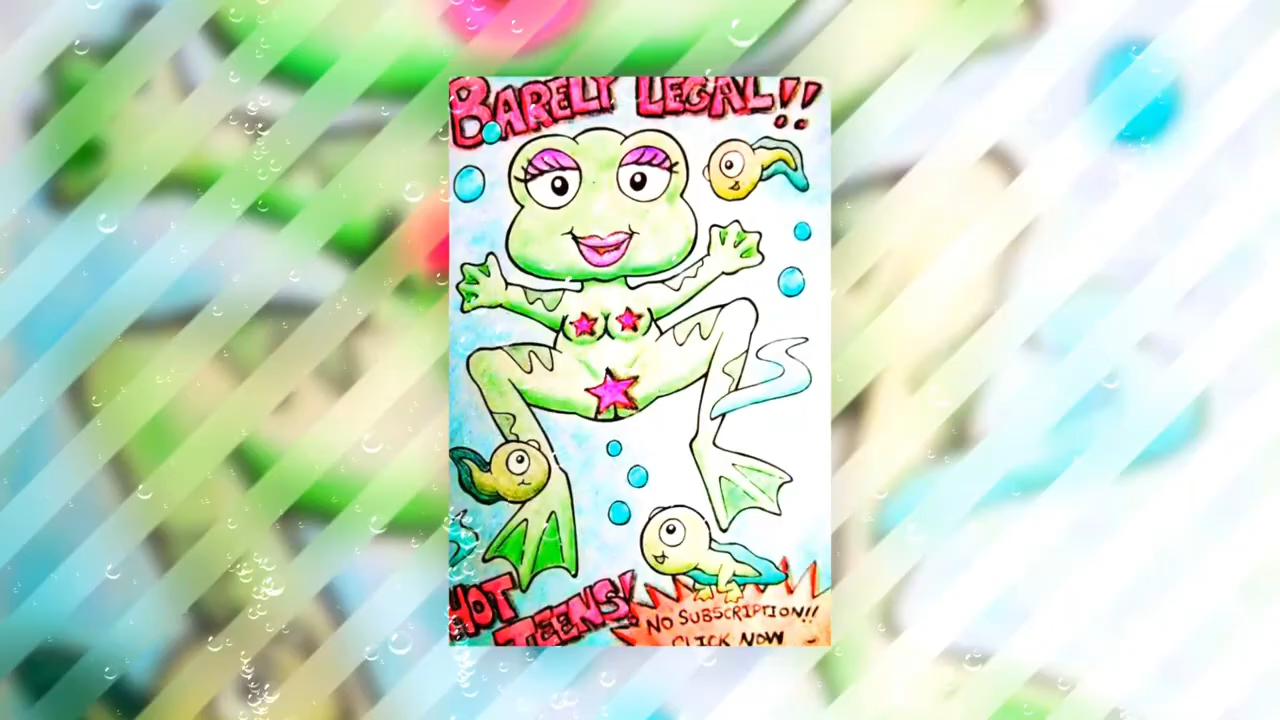 BARELY LEGAL!!
HOT
TEENS!
NO SUBSCRIPTION!!
CLICK NOW